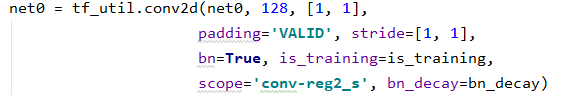 net0 = tf_util.conv2d(net0, 128, [1, 1],
padding='VALID', stride=[1, 1],
bn=True, is_training=is_training,
scope='conv-reg2_s', bn_decay=bn_decay)